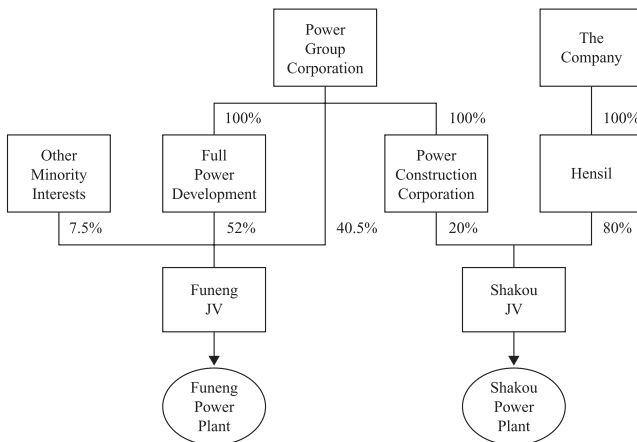 Power
Group
Corporation
The
Company
100%
100%
100%
Other
Minority
Interests
Full
Power
Development
Power
Construction
Corporation
Hensil
7.5%
52%
40.5%
20%
80%
Funeng
JV
Shakou
JV
Funeng
Power
Plant
Shakou
Power
Plant